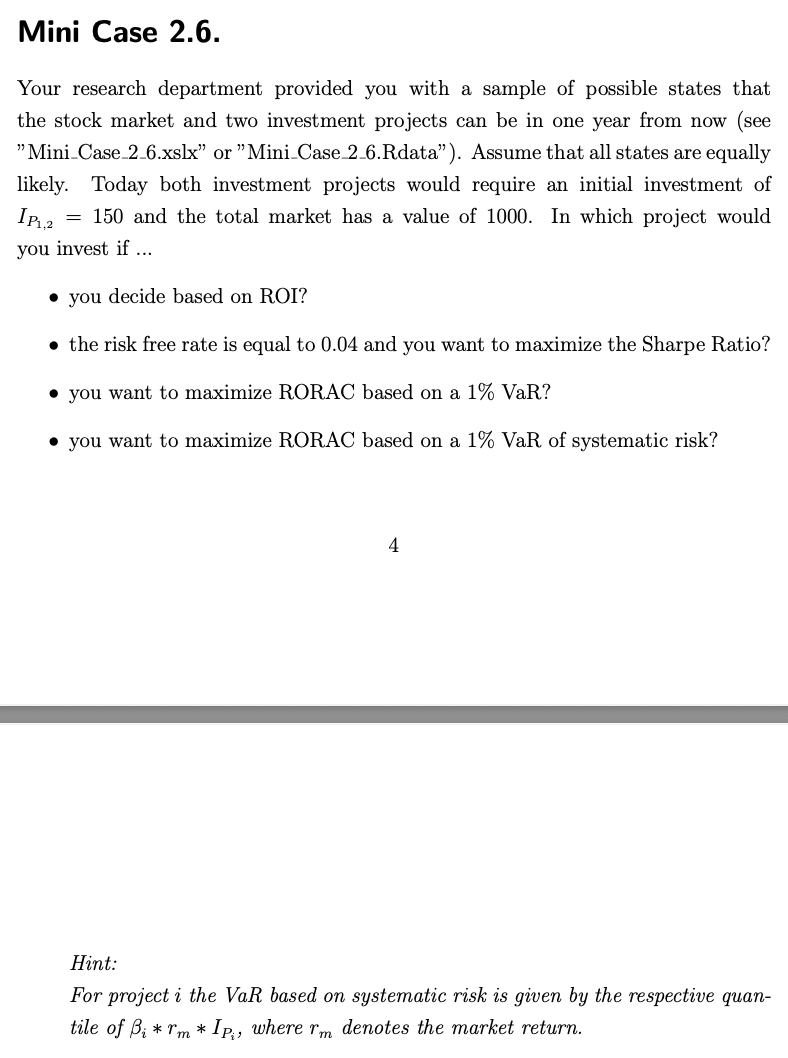 Mini Case 2.6.
Your research department provided you with a sample of possible states that
the stock market and two investment projects can be in one year from now (see
”Mini_Case_2_6.xslx” or ”Mini_Case_2_6.Rdata”). Assume that all states are equally
likely. Today both investment projects would require an initial investment of
I_{P_{1,2}} = 150 and the total market has a value of 1000. In which project would
you invest if ...
• you decide based on ROI?
• the risk free rate is equal to 0.04 and you want to maximize the Sharpe Ratio?
• you want to maximize RORAC based on a 1% VaR?
• you want to maximize RORAC based on a 1% VaR of systematic risk?
4
Hint:
For project i the VaR based on systematic risk is given by the respective quan-
tile of β_i * r_m * I_{P_i}, where r_m denotes the market return.